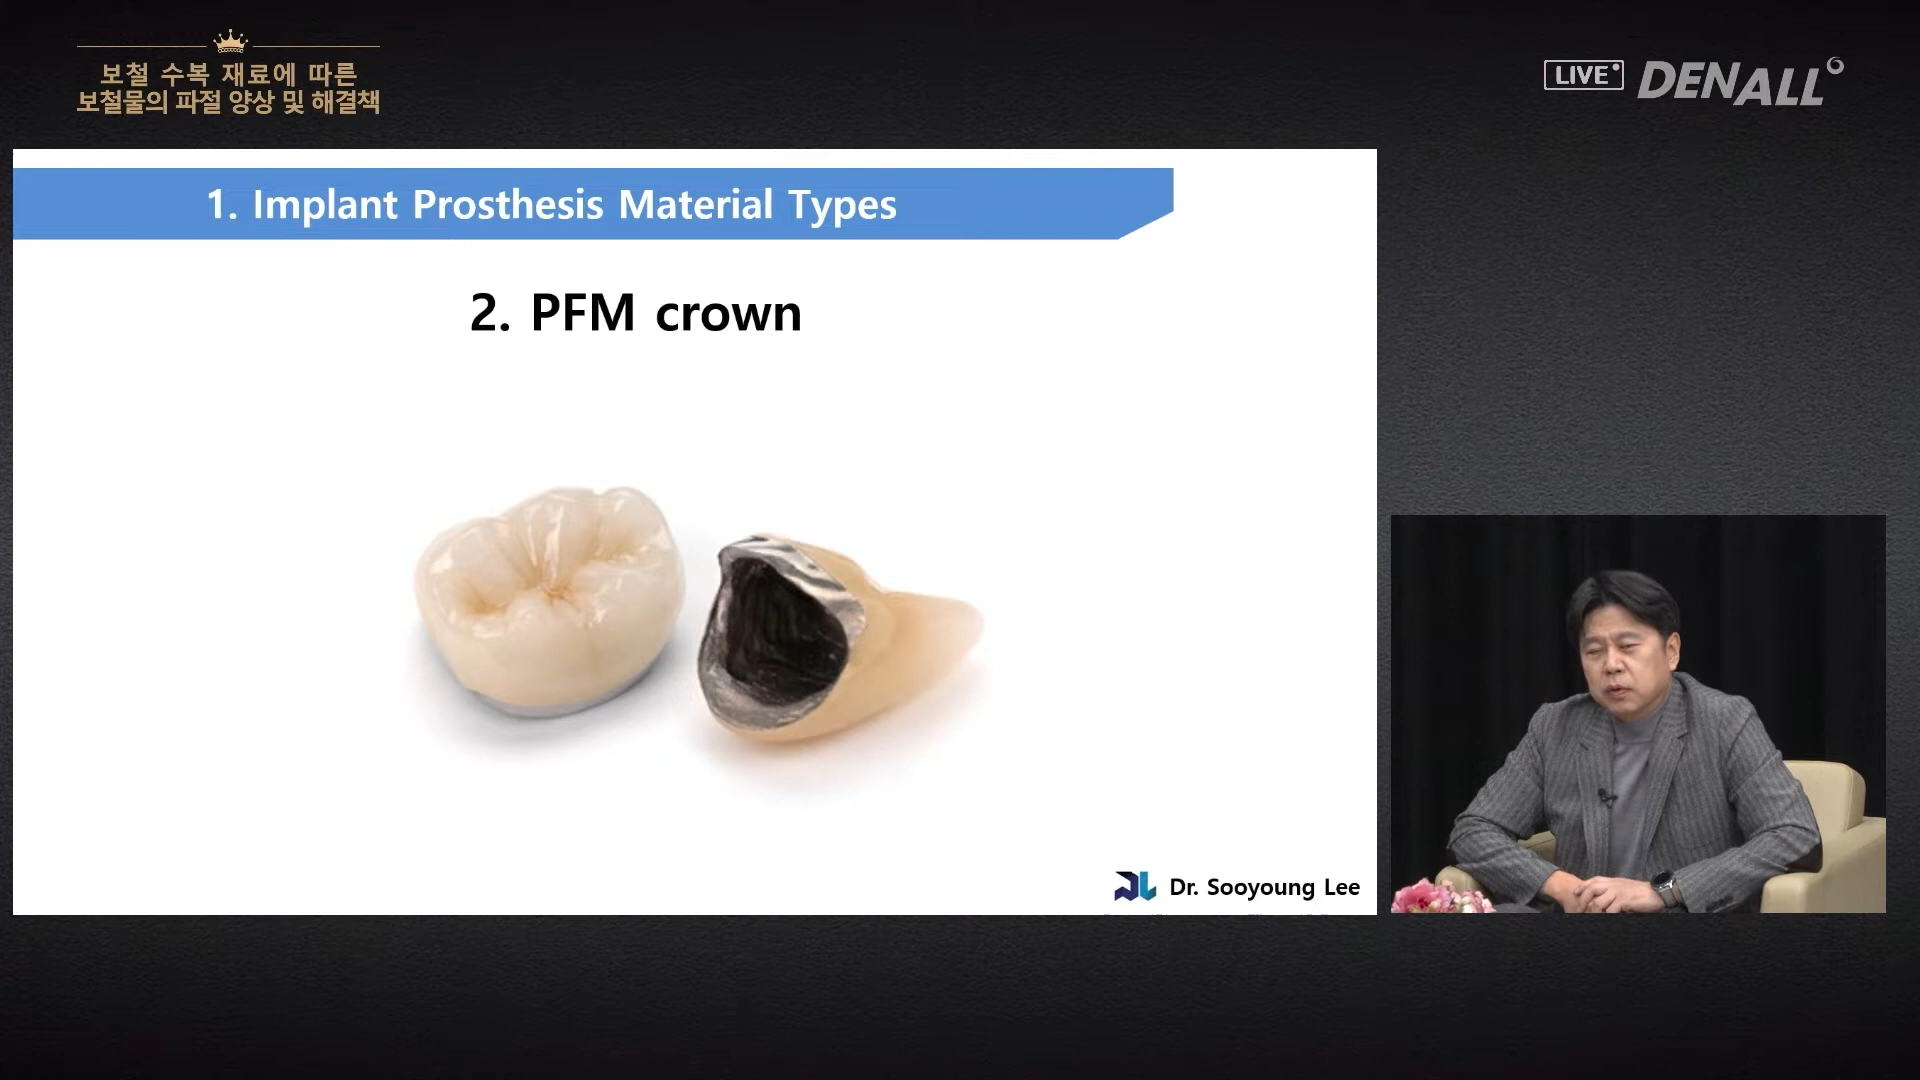 보철 수복 재료에 따른
보철물의 파절 양상 및 해결책
LIVE
DENALL
1. Implant Prosthesis Material Types
2. PFM crown
Dr. Sooyoung Lee